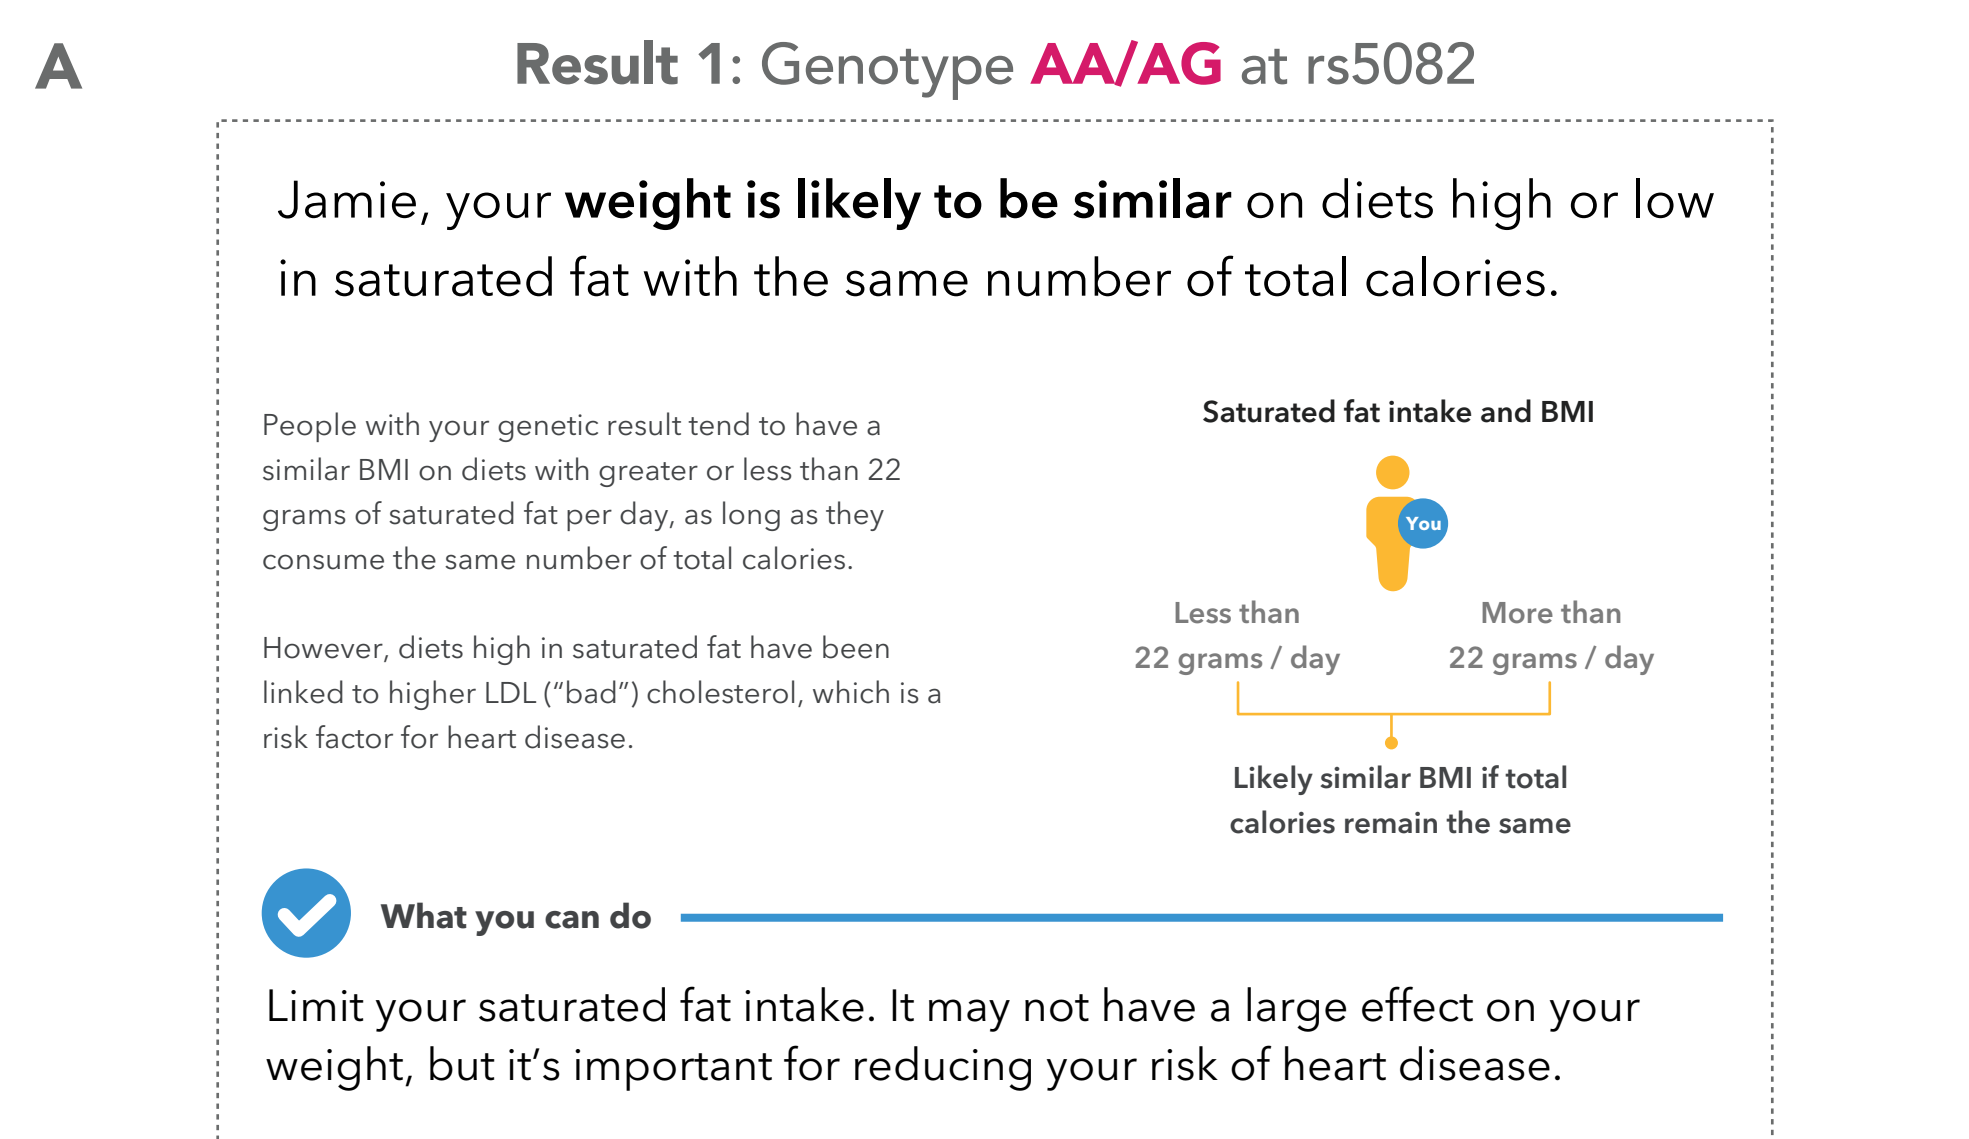 A
Result 1: Genotype AA/AG at rs5082
Jamie, your weight is likely to be similar on diets high or low
in saturated fat with the same number of total calories.
People with your genetic result tend to have a
similar BMI on diets with greater or less than 22
grams of saturated fat per day, as long as they
consume the same number of total calories.
However, diets high in saturated fat have been
linked to higher LDL (“bad”) cholesterol, which is a
risk factor for heart disease.
Saturated fat intake and BMI
You
Less than
22 grams / day
More than
22 grams / day
Likely similar BMI if total
calories remain the same
What you can do
Limit your saturated fat intake. It may not have a large effect on your
weight, but it’s important for reducing your risk of heart disease.